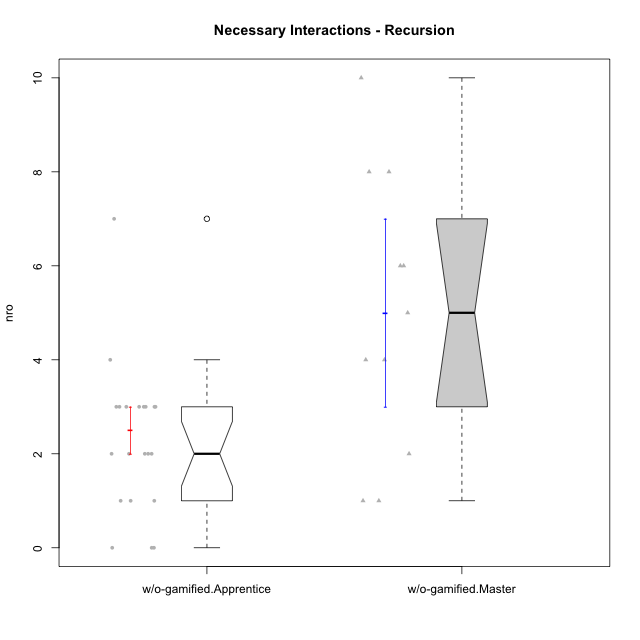 Necessary Interactions - Recursion
10
8
6
4
2
0
nro
w/o-gamified.Apprentice
w/o-gamified.Master